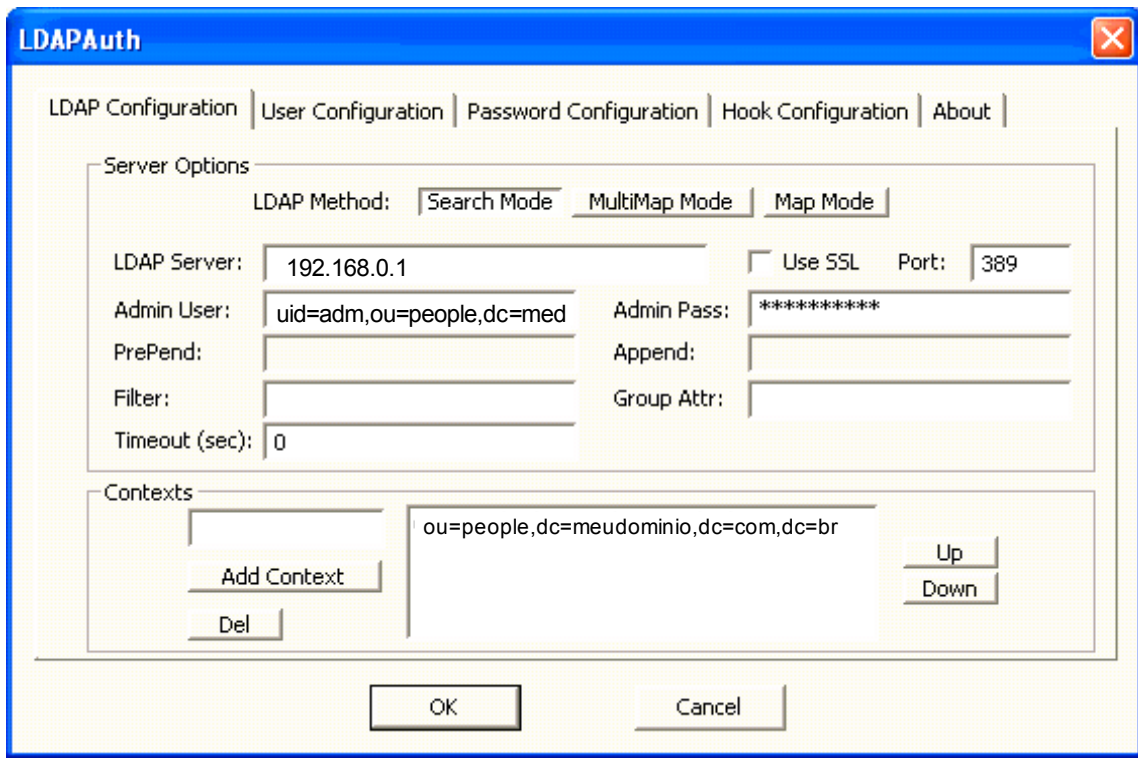 LDAPAuth
LDAP Configuration User Configuration Password Configuration Hook Configuration About
Server Options
LDAP Method: Search Mode MultiMap Mode Map Mode
LDAP Server: 192.168.0.1 Use SSL Port: 389
Admin User: uid=adm,ou=people,dc=med Admin Pass: **********
PrePend: Append:
Filter: Group Attr:
Timeout (sec): 0
Contexts
ou=people,dc=meudominio,dc=com,dc=br
Up
Add Context
Down
Del
OK Cancel